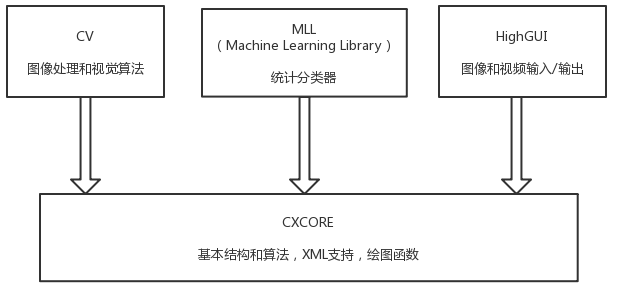 CV
图像处理和视觉算法
MLL
（Machine Learning Library）
统计分类器
HighGUI
图像和视频输入/输出
CXCORE
基本结构和算法，XML支持，绘图函数